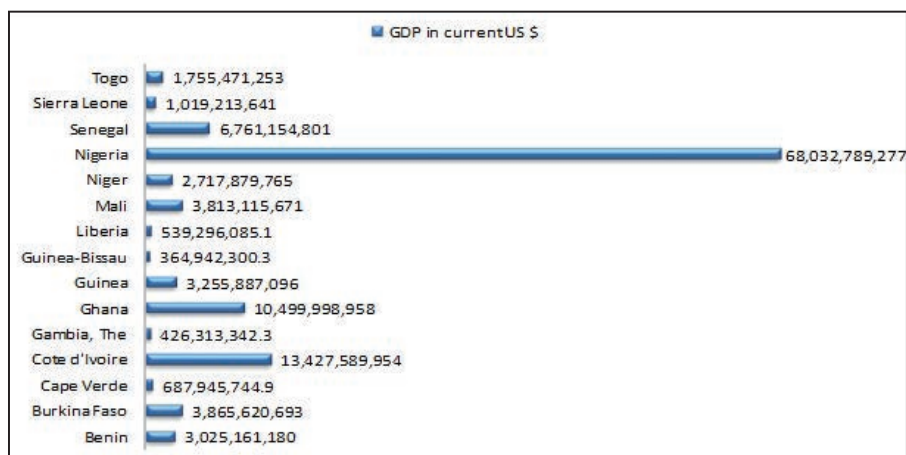 GDP in current US $
Togo 1,755,471,253
Sierra Leone 1,019,213,641
Senegal 6,761,154,801
Nigeria 68,032,789,277
Niger 2,717,879,765
Mali 3,813,115,671
Liberia 539,296,085.1
Guinea-Bissau 364,942,300.3
Guinea 3,255,887,096
Ghana 10,499,998,958
Gambia, The 426,313,342.3
Cote d'Ivoire 13,427,589,954
Cape Verde 687,945,744.9
Burkina Faso 3,865,620,693
Benin 3,025,161,180